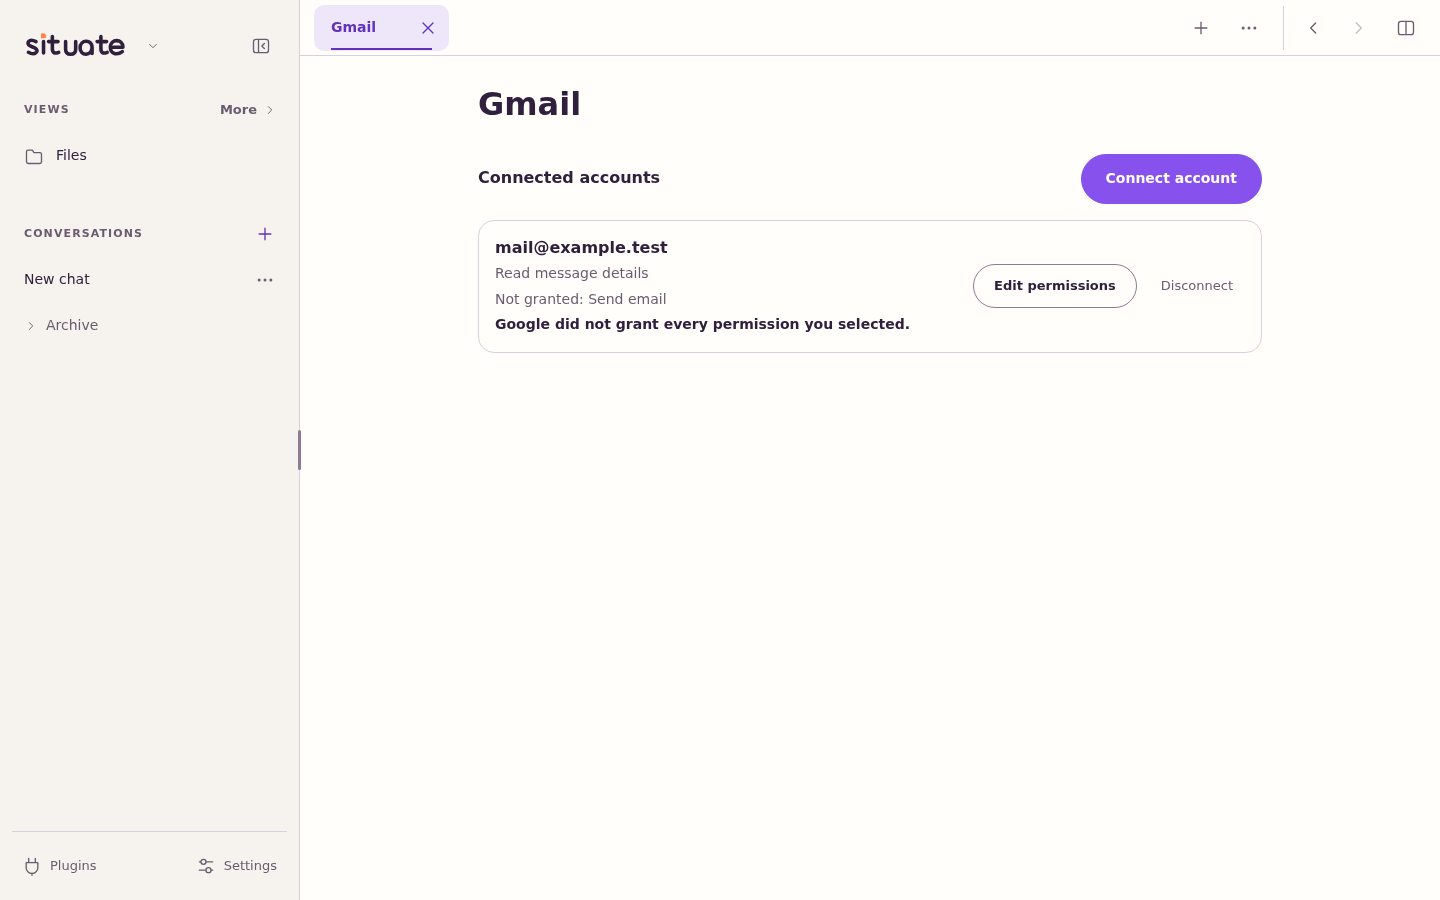 situate
VIEWS
More
Files
CONVERSATIONS
New chat
Archive
Plugins
Settings
Gmail
Gmail
Connected accounts
Connect account
mail@example.test
Read message details
Not granted: Send email
Google did not grant every permission you selected.
Edit permissions
Disconnect